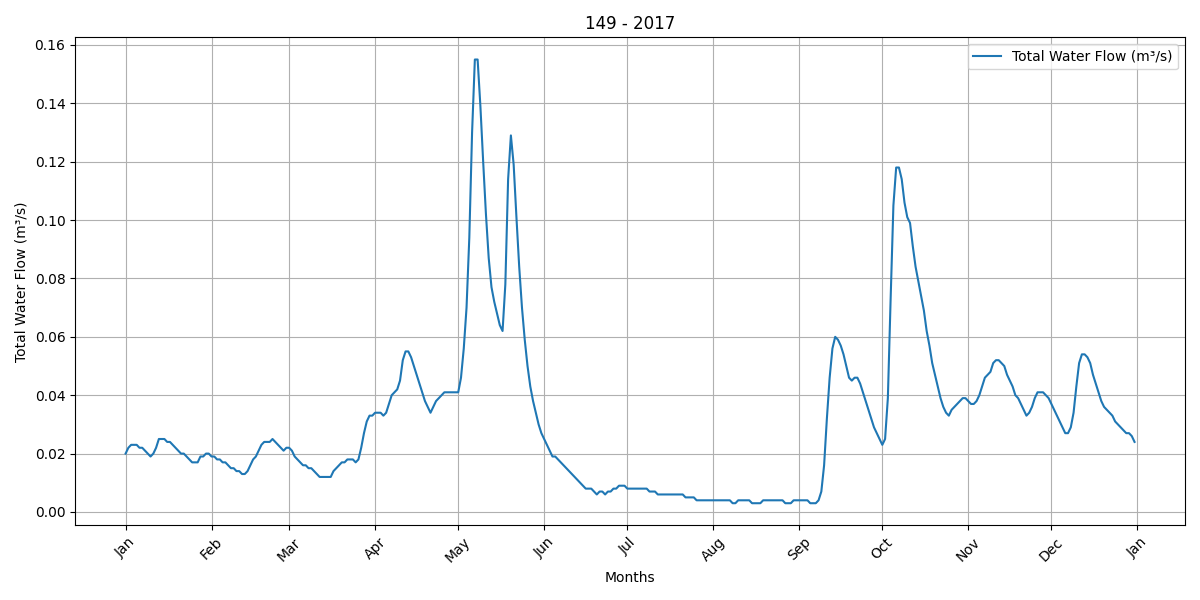 149 - 2017
Total Water Flow (m³/s)
Total Water Flow (m³/s)
0.16
0.14
0.12
0.10
0.08
0.06
0.04
0.02
0.00
Jan
Feb
Mar
Apr
May
Jun
Jul
Aug
Sep
Oct
Nov
Dec
Jan
Months